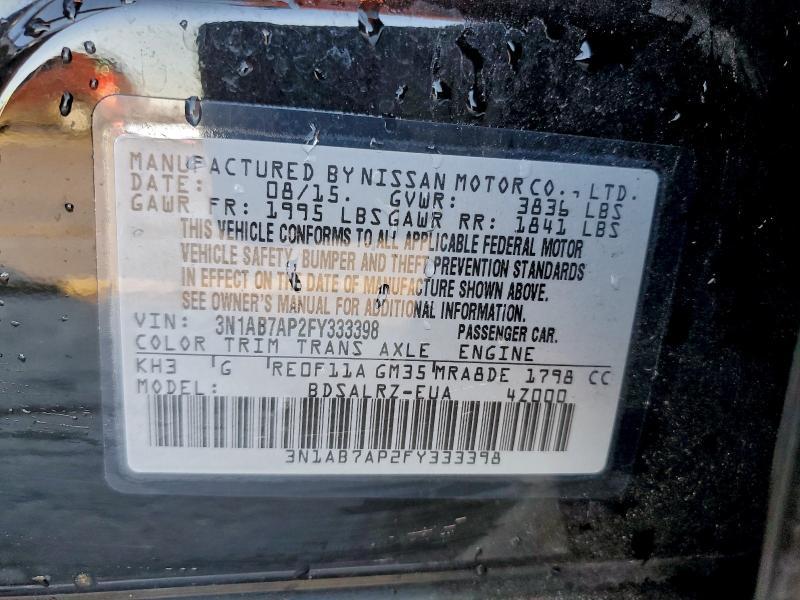 MANUFACTURED BY NISSAN MOTOR CO., LTD.
DATE: 08/15. GVWR: 3836 LBS
GAWR FR: 1995 LBS GAWR RR: 1841 LBS
THIS VEHICLE CONFORMS TO ALL APPLICABLE FEDERAL MOTOR
VEHICLE SAFETY, BUMPER AND THEFT PREVENTION STANDARDS
IN EFFECT ON THE DATE OF MANUFACTURE SHOWN ABOVE.
SEE OWNER'S MANUAL FOR ADDITIONAL INFORMATION.
VIN: 3N1AB7AP2FY333398 PASSENGER CAR.
COLOR TRIM TRANS AXLE ENGINE
KH3 G RE0F11A GM35 MRA8DE 1798 CC
MODEL: BDSALRZ-EUA 4Z000
3N1AB7AP2FY333398